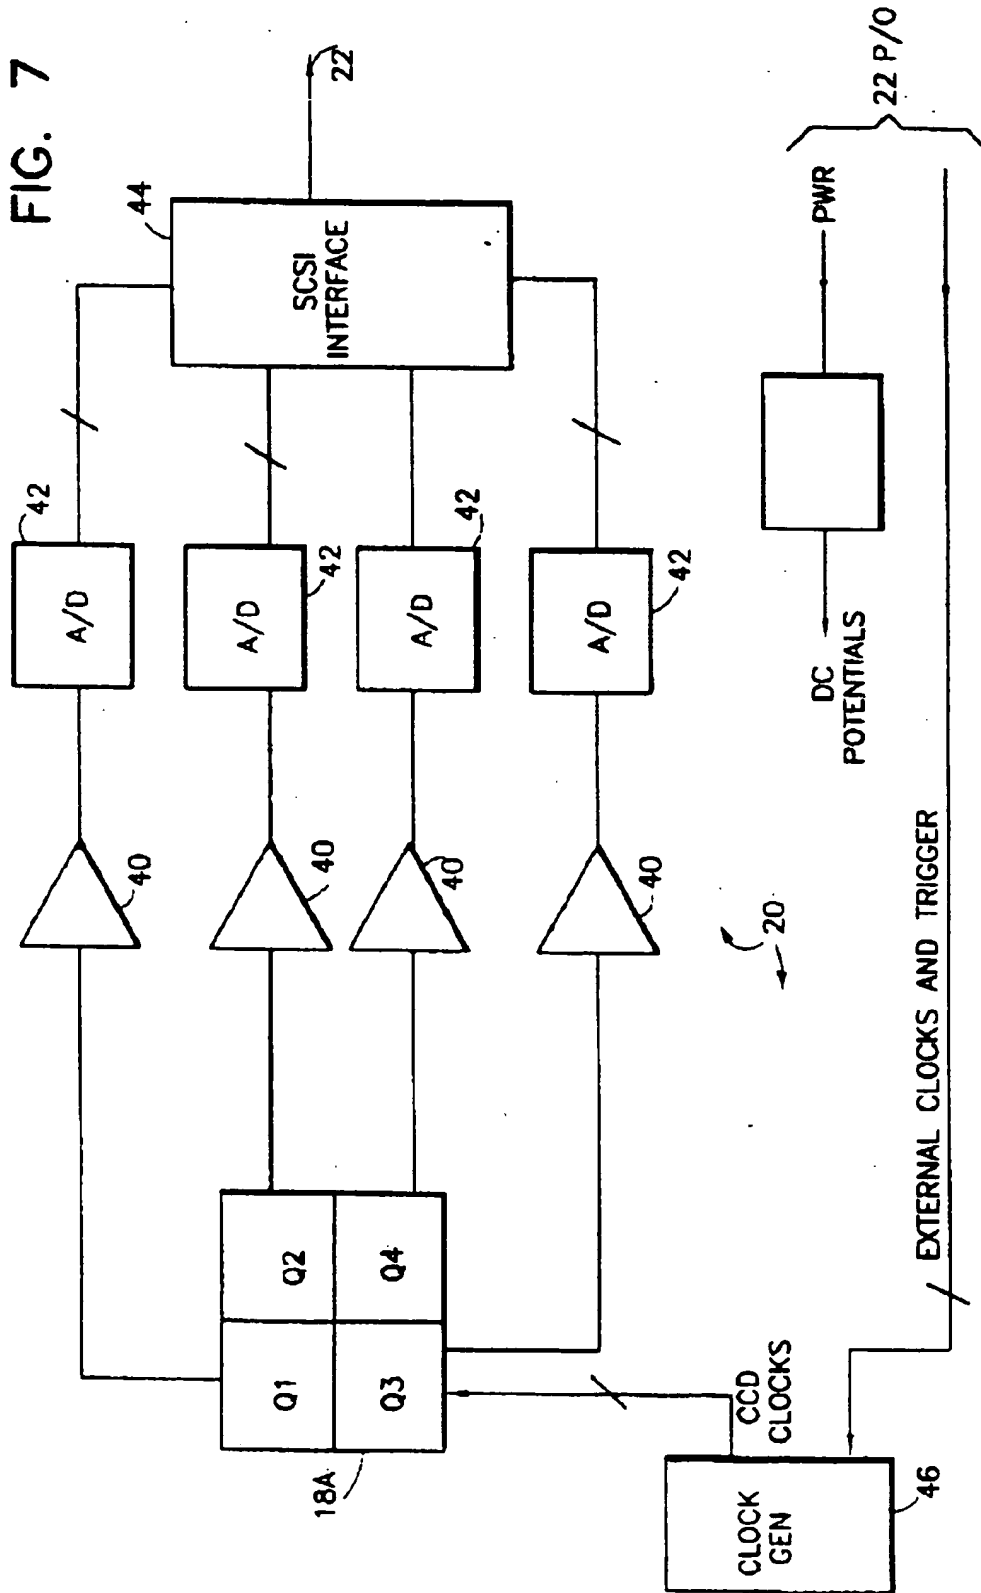 FIG. 7
Q1
Q2
Q3
Q4
18A
40
40
40
40
A/D
42
A/D
42
A/D
42
A/D
42
SCSI
INTERFACE
44
22
20
CLOCK
GEN
46
CCD
CLOCKS
EXTERNAL CLOCKS AND TRIGGER
DC
POTENTIALS
PWR
22 P/O